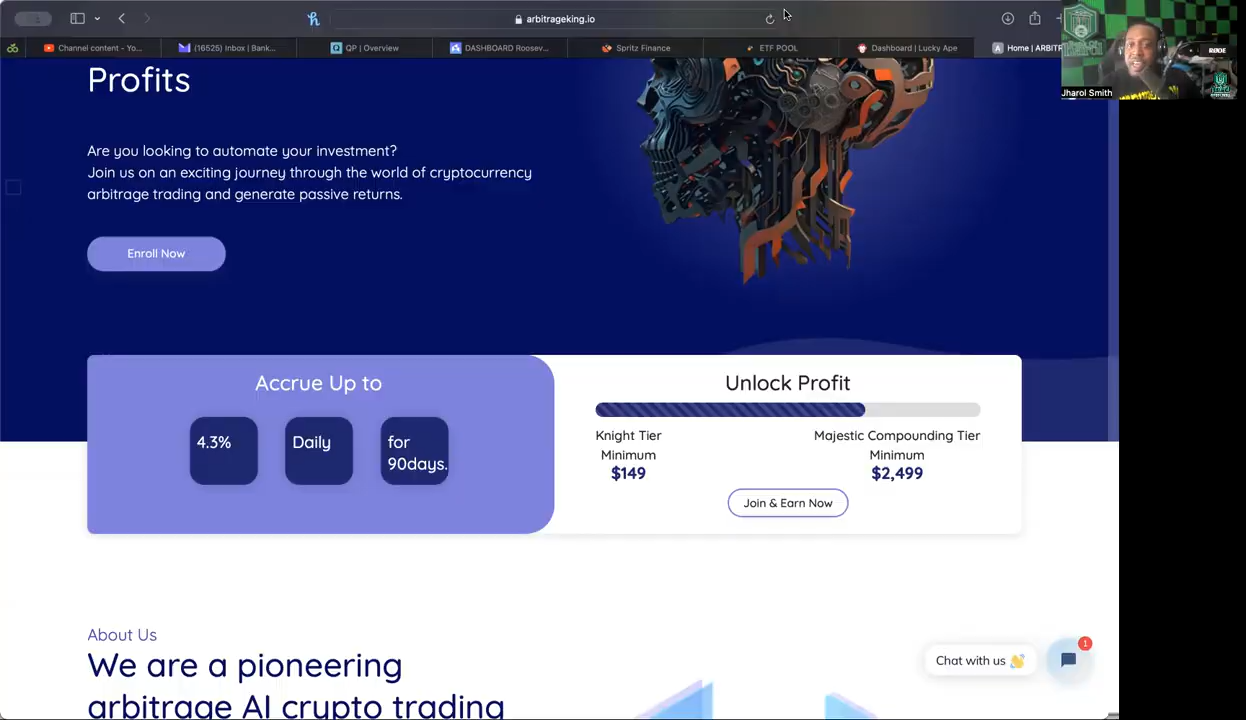 arbitrageking.io
Channel content - Yo...
(16525) Inbox | Bank...
QP | Overview
DASHBOARD Roosev...
Spritz Finance
ETF POOL
Dashboard | Lucky Ape
Home | ARBITR
RØDE
Jharol Smith
Profits
Are you looking to automate your investment?
Join us on an exciting journey through the world of cryptocurrency
arbitrage trading and generate passive returns.
Enroll Now
Accrue Up to
4.3%
Daily
for
90days.
Unlock Profit
Knight Tier
Minimum
$149
Majestic Compounding Tier
Minimum
$2,499
Join & Earn Now
About Us
We are a pioneering
arbitrage AI crypto trading
Chat with us 👋
1